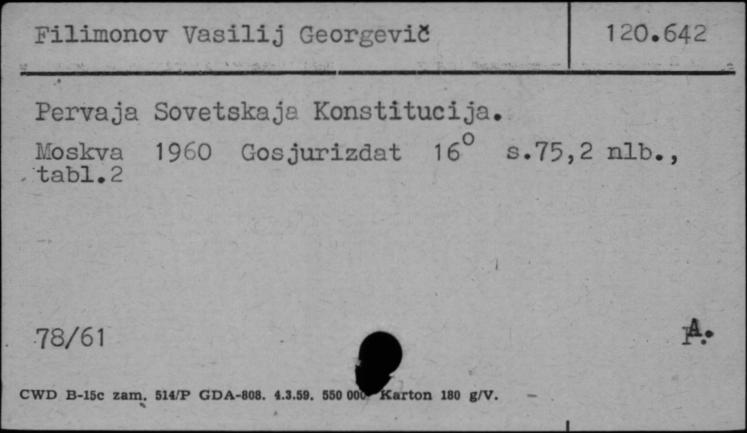 Filimonov Vasilij Georgevič 120.642
Pervaja Sovetskaja Konstitucija.
Moskva 1960 Gosjurizdat 16° s.75,2 nlb.,
tabl.2
78/61 A.
CWD B-15c zam. 514/P GDA-808. 4.3.59. 550 000 Karton 180 g/V.